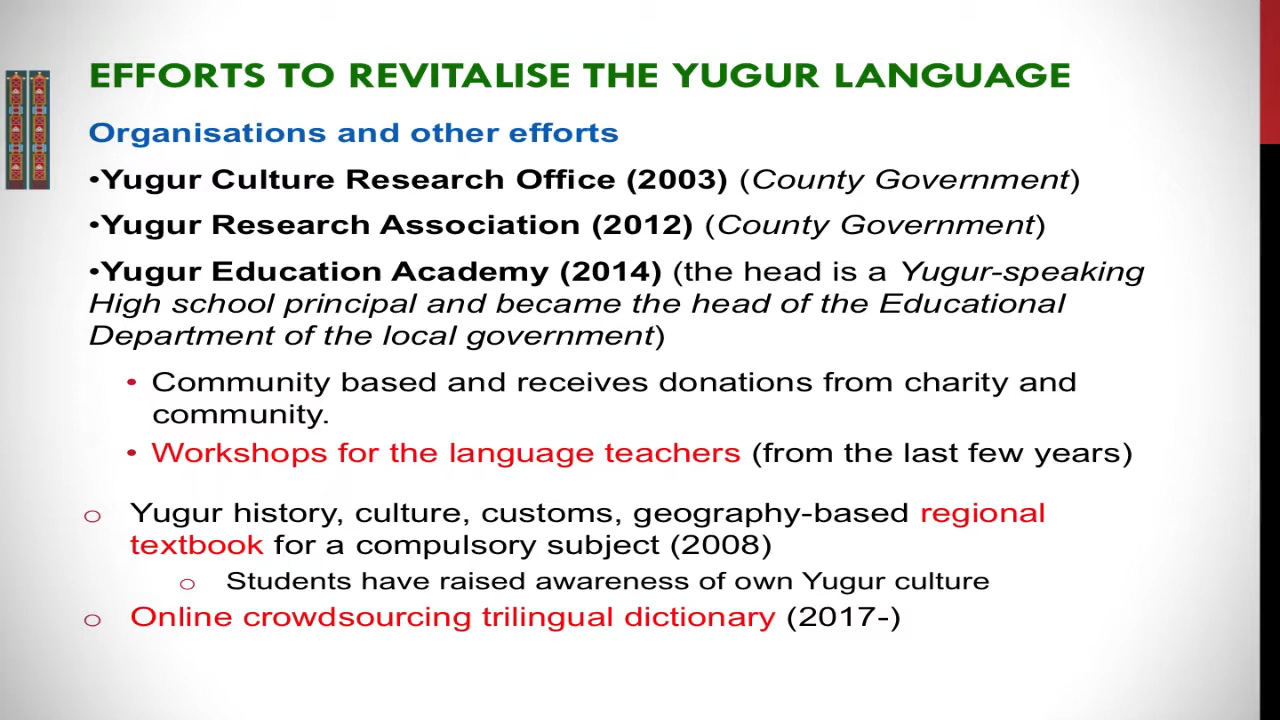 EFFORTS TO REVITALISE THE YUGUR LANGUAGE
Organisations and other efforts
•Yugur Culture Research Office (2003) (County Government)
•Yugur Research Association (2012) (County Government)
•Yugur Education Academy (2014) (the head is a Yugur-speaking
High school principal and became the head of the Educational
Department of the local government)
• Community based and receives donations from charity and
community.
• Workshops for the language teachers (from the last few years)
o Yugur history, culture, customs, geography-based regional
textbook for a compulsory subject (2008)
o Students have raised awareness of own Yugur culture
o Online crowdsourcing trilingual dictionary (2017-)